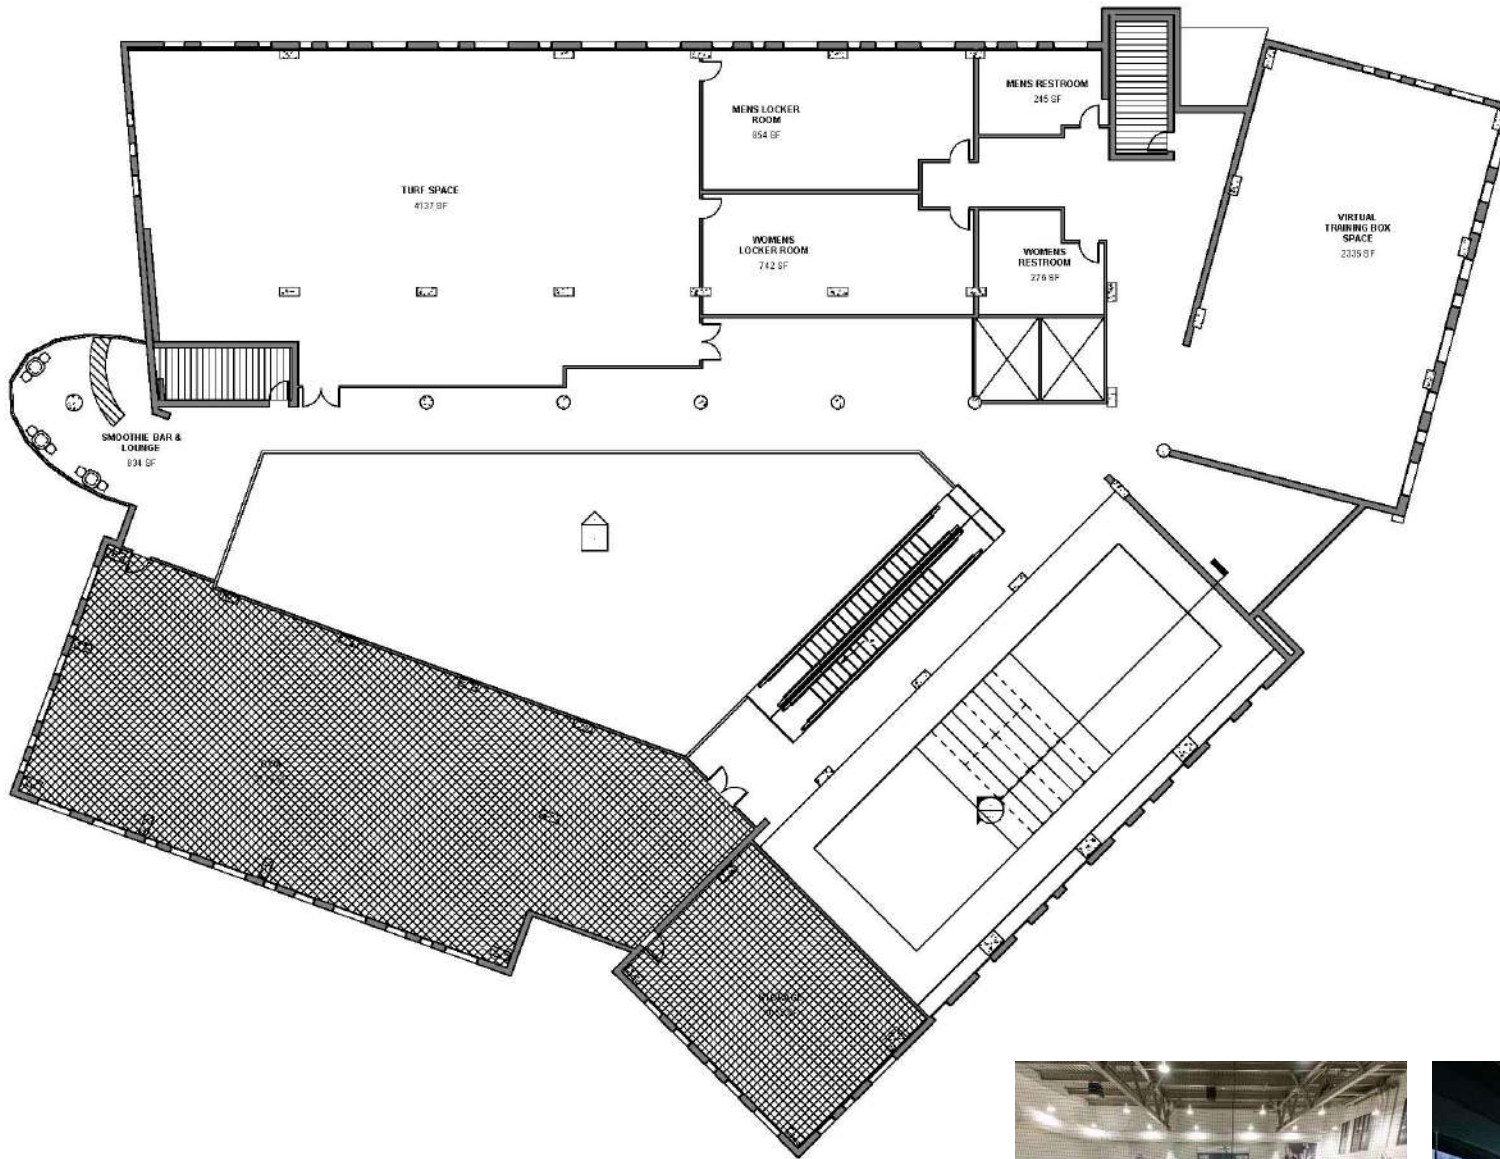 MENS RESTROOM
245 SF
MENS LOCKER
ROOM
854 SF
TURF SPACE
4137 SF
VIRTUAL
TRAINING BOX
SPACE
2335 SF
WOMENS
LOCKER ROOM
742 SF
WOMENS
RESTROOM
276 SF
SMOOTHIE BAR &
LOUNGE
834 SF
STORAGE